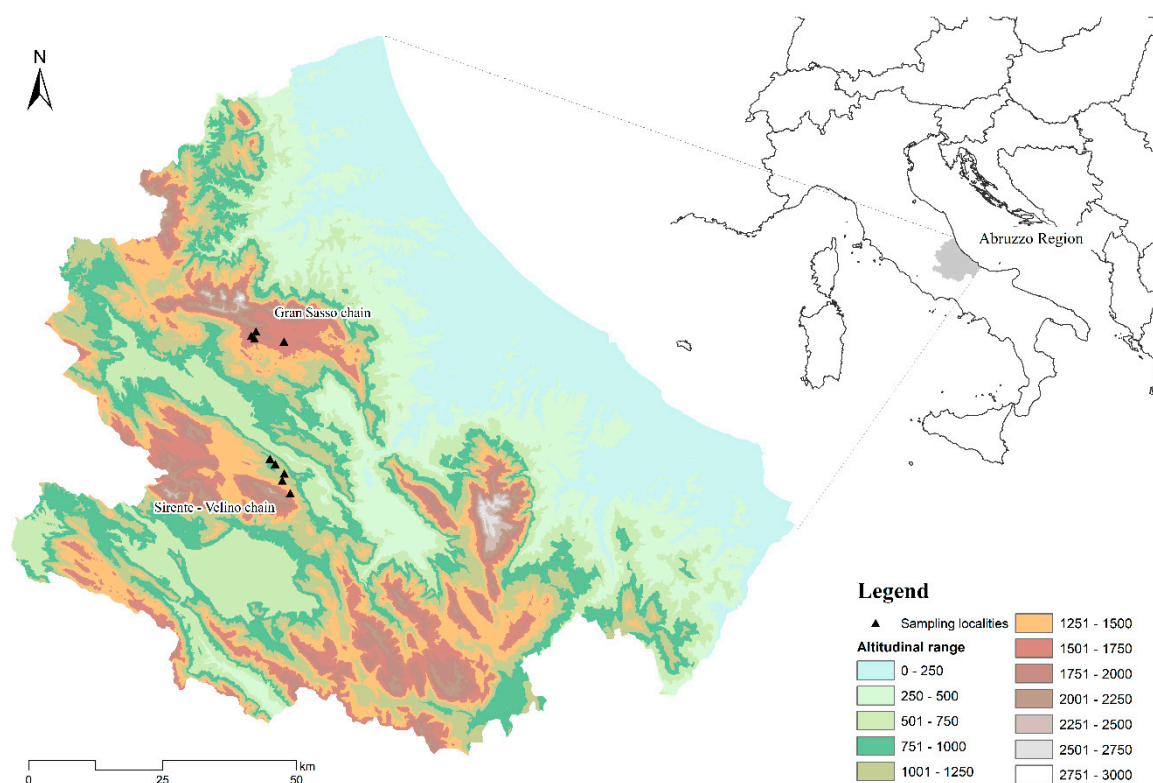 N
Abruzzo Region
Gran Sasso chain
Sirente - Velino chain
Legend
Sampling localities
Altitudinal range
0 - 250
250 - 500
501 - 750
751 - 1000
1001 - 1250
1251 - 1500
1501 - 1750
1751 - 2000
2001 - 2250
2251 - 2500
2501 - 2750
2751 - 3000
km
0 50